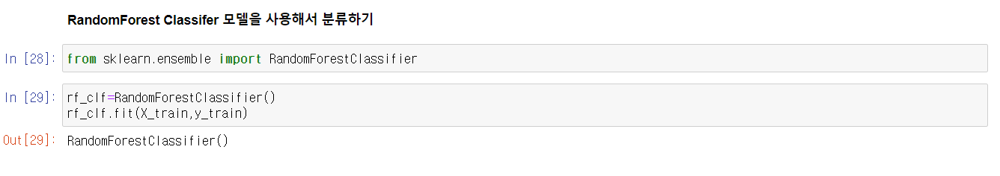 RandomForest Classifer 모델을 사용해서 분류하기
In [28]: from sklearn.ensemble import RandomForestClassifier
In [29]: rf_clf=RandomForestClassifier()
rf_clf.fit(X_train,y_train)
Out[29]: RandomForestClassifier()